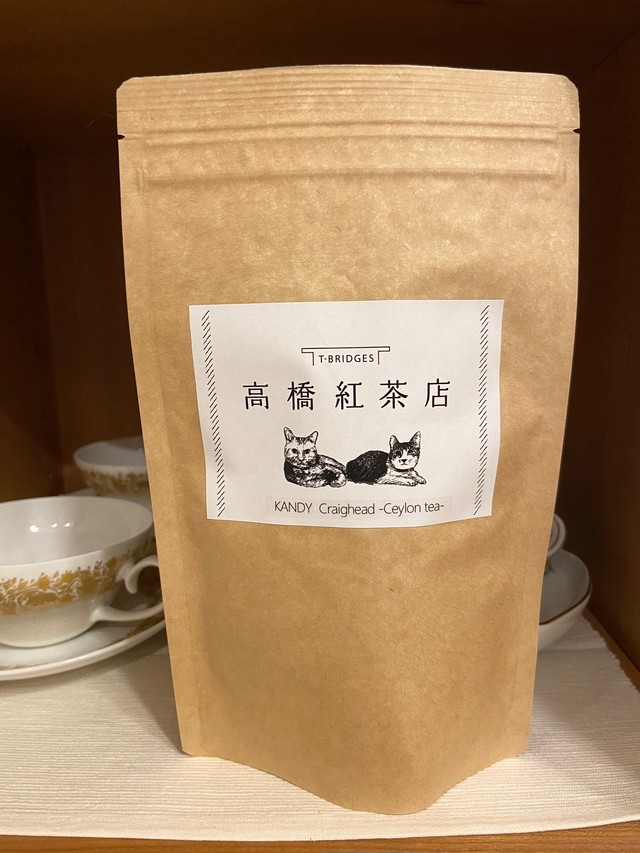 T-BRIDGES
高橋紅茶店
KANDY Craighead -Ceylon tea-